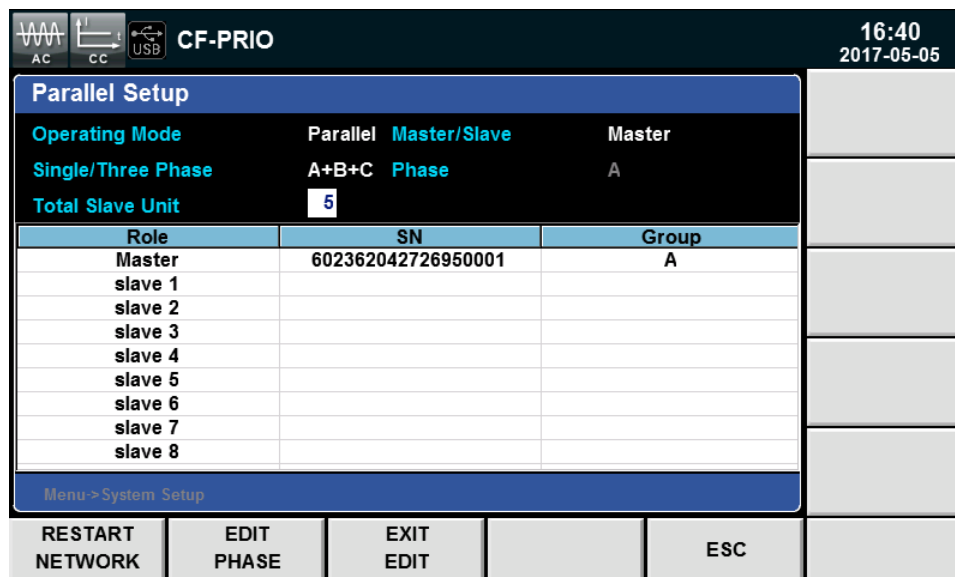 AC CC USB CF-PRIO 16:40
2017-05-05
Parallel Setup
Operating Mode Parallel Master/Slave Master
Single/Three Phase A+B+C Phase A
Total Slave Unit 5
Role SN Group
Master 602362042726950001 A
slave 1
slave 2
slave 3
slave 4
slave 5
slave 6
slave 7
slave 8
Menu->System Setup
RESTART NETWORK
EDIT PHASE
EXIT EDIT
ESC